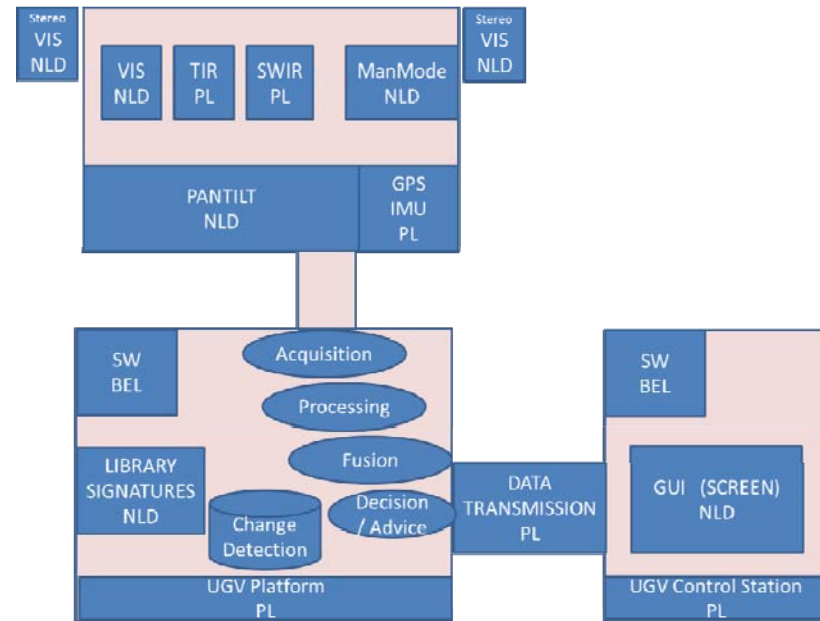 Stereo
VIS
NLD
VIS
NLD
TIR
PL
SWIR
PL
ManMode
NLD
Stereo
VIS
NLD
PANTILT
NLD
GPS
IMU
PL
SW
BEL
Acquisition
Processing
Fusion
Decision
/ Advice
LIBRARY
SIGNATURES
NLD
Change
Detection
UGV Platform
PL
DATA
TRANSMISSION
PL
SW
BEL
GUI (SCREEN)
NLD
UGV Control Station
PL